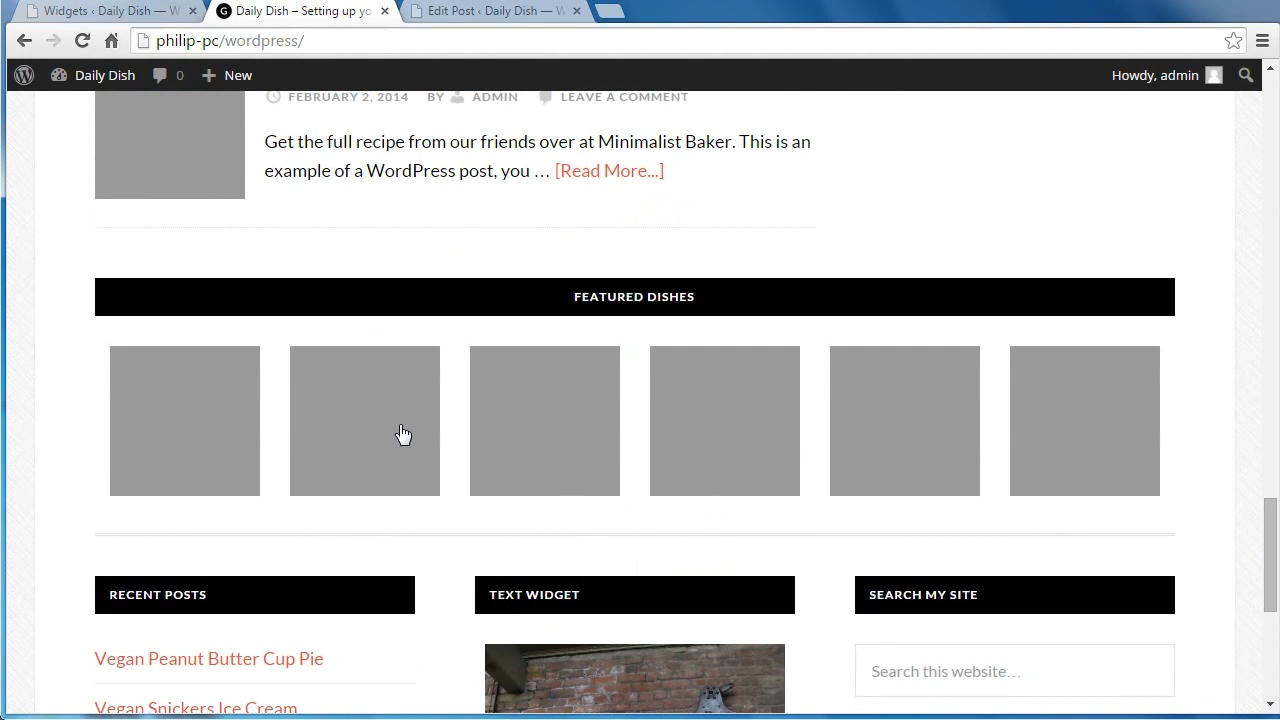 Widgets ‹ Daily Dish — W
Daily Dish – Setting up yo
Edit Post ‹ Daily Dish — W
philip-pc/wordpress/
Daily Dish
0
New
Howdy, admin
FEBRUARY 2, 2014 BY ADMIN LEAVE A COMMENT
Get the full recipe from our friends over at Minimalist Baker. This is an
example of a WordPress post, you … [Read More...]
FEATURED DISHES
RECENT POSTS
Vegan Peanut Butter Cup Pie
Vegan Snickers Ice Cream
TEXT WIDGET
SEARCH MY SITE
Search this website…